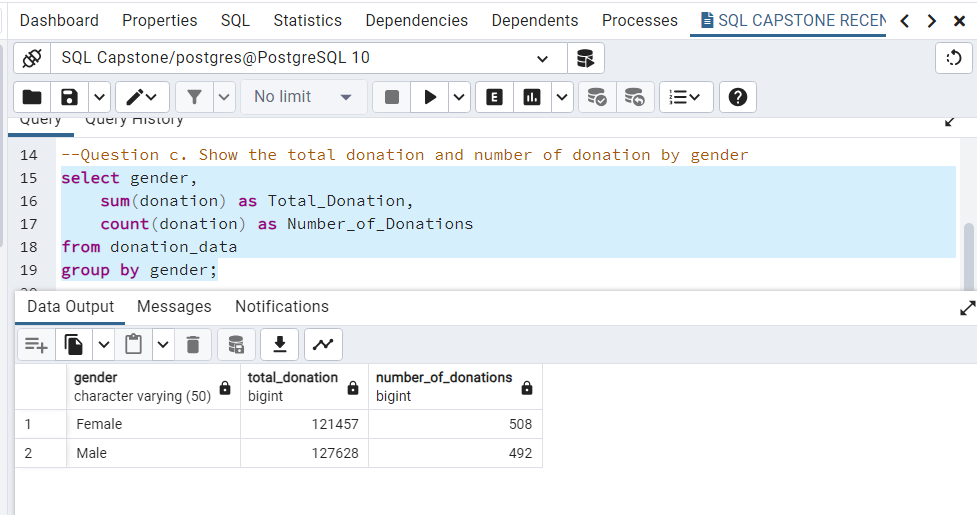 Dashboard Properties SQL Statistics Dependencies Dependents Processes SQL CAPSTONE RECEN
SQL Capstone/postgres@PostgreSQL 10
No limit
E
Query Query History
14 --Question c. Show the total donation and number of donation by gender
15 select gender,
16 sum(donation) as Total_Donation,
17 count(donation) as Number_of_Donations
18 from donation_data
19 group by gender;
Data Output Messages Notifications
gender total_donation number_of_donations
character varying (50) bigint bigint
1 Female 121457 508
2 Male 127628 492